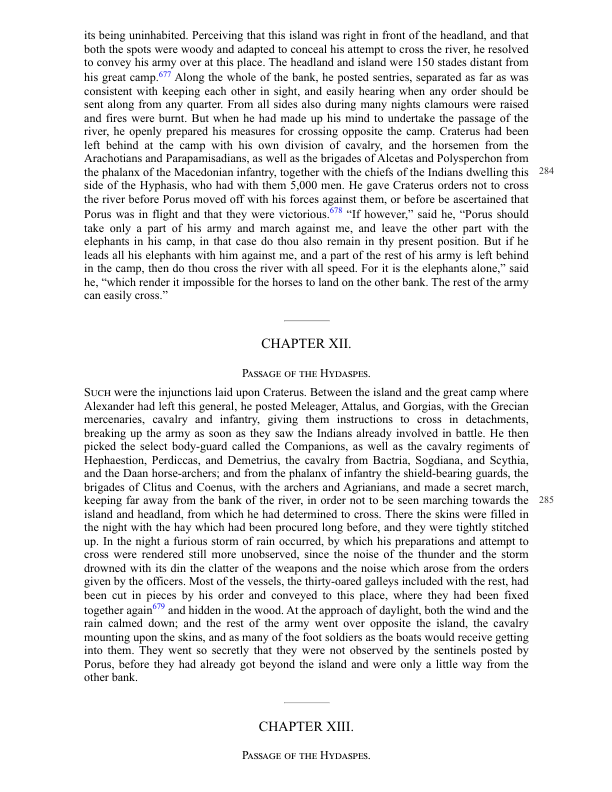 its being uninhabited. Perceiving that this island was right in front of the headland, and that
both the spots were woody and adapted to conceal his attempt to cross the river, he resolved
to convey his army over at this place. The headland and island were 150 stades distant from
his great camp.677 Along the whole of the bank, he posted sentries, separated as far as was
consistent with keeping each other in sight, and easily hearing when any order should be
sent along from any quarter. From all sides also during many nights clamours were raised
and fires were burnt. But when he had made up his mind to undertake the passage of the
river, he openly prepared his measures for crossing opposite the camp. Craterus had been
left behind at the camp with his own division of cavalry, and the horsemen from the
Arachotians and Parapamisadians, as well as the brigades of Alcetas and Polysperchon from
the phalanx of the Macedonian infantry, together with the chiefs of the Indians dwelling this 284
side of the Hyphasis, who had with them 5,000 men. He gave Craterus orders not to cross
the river before Porus moved off with his forces against them, or before he ascertained that
Porus was in flight and that they were victorious.678 “If however,” said he, “Porus should
take only a part of his army and march against me, and leave the other part with the
elephants in his camp, in that case do thou also remain in thy present position. But if he
leads all his elephants with him against me, and a part of the rest of his army is left behind
in the camp, then do thou cross the river with all speed. For it is the elephants alone,” said
he, “which render it impossible for the horses to land on the other bank. The rest of the army
can easily cross.”
CHAPTER XII.
Passage of the Hydaspes.
Such were the injunctions laid upon Craterus. Between the island and the great camp where
Alexander had left this general, he posted Meleager, Attalus, and Gorgias, with the Grecian
mercenaries, cavalry and infantry, giving them instructions to cross in detachments,
breaking up the army as soon as they saw the Indians already involved in battle. He then
picked the select body-guard called the Companions, as well as the cavalry regiments of
Hephaestion, Perdiccas, and Demetrius, the cavalry from Bactria, Sogdiana, and Scythia,
and the Daan horse-archers; and from the phalanx of infantry the shield-bearing guards, the
brigades of Clitus and Coenus, with the archers and Agrianians, and made a secret march,
keeping far away from the bank of the river, in order not to be seen marching towards the 285
island and headland, from which he had determined to cross. There the skins were filled in
the night with the hay which had been procured long before, and they were tightly stitched
up. In the night a furious storm of rain occurred, by which his preparations and attempt to
cross were rendered still more unobserved, since the noise of the thunder and the storm
drowned with its din the clatter of the weapons and the noise which arose from the orders
given by the officers. Most of the vessels, the thirty-oared galleys included with the rest, had
been cut in pieces by his order and conveyed to this place, where they had been fixed
together again679 and hidden in the wood. At the approach of daylight, both the wind and the
rain calmed down; and the rest of the army went over opposite the island, the cavalry
mounting upon the skins, and as many of the foot soldiers as the boats would receive getting
into them. They went so secretly that they were not observed by the sentinels posted by
Porus, before they had already got beyond the island and were only a little way from the
other bank.
CHAPTER XIII.
Passage of the Hydaspes.